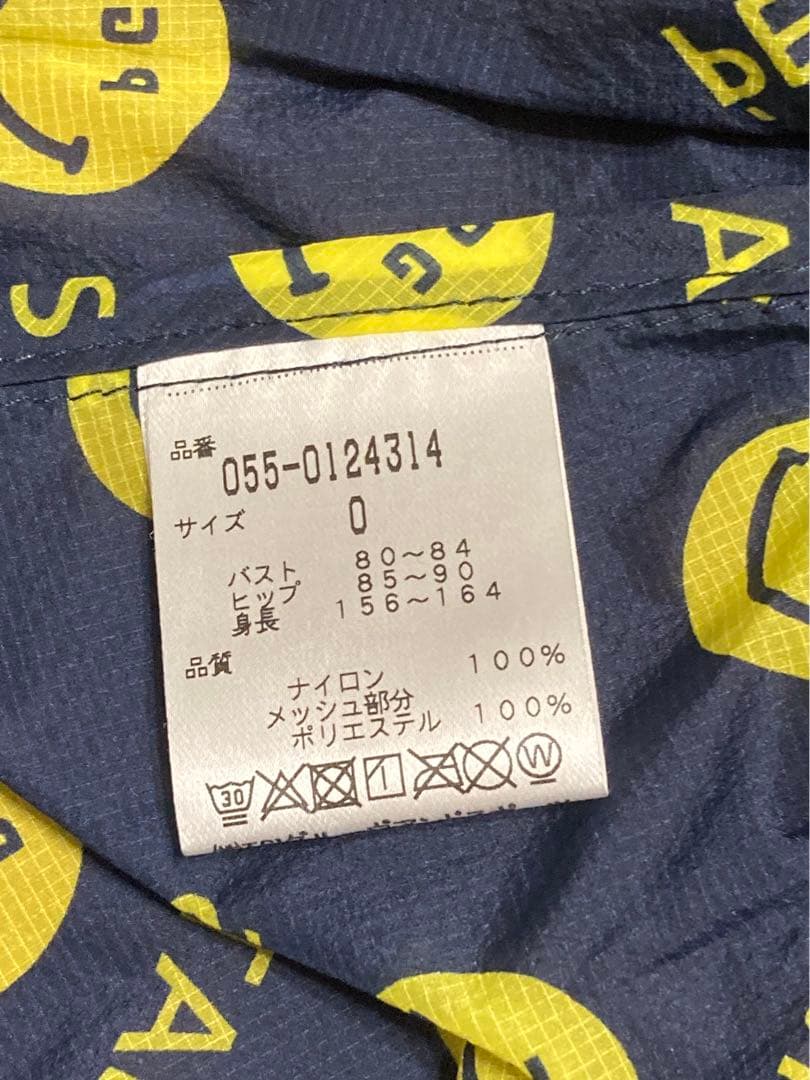 品番 055-0124314
サイズ 0
バスト 80～84
ヒップ 85～90
身長 156～164
品質
ナイロン 100%
メッシュ部分
ポリエステル 100%
30
W
S
A